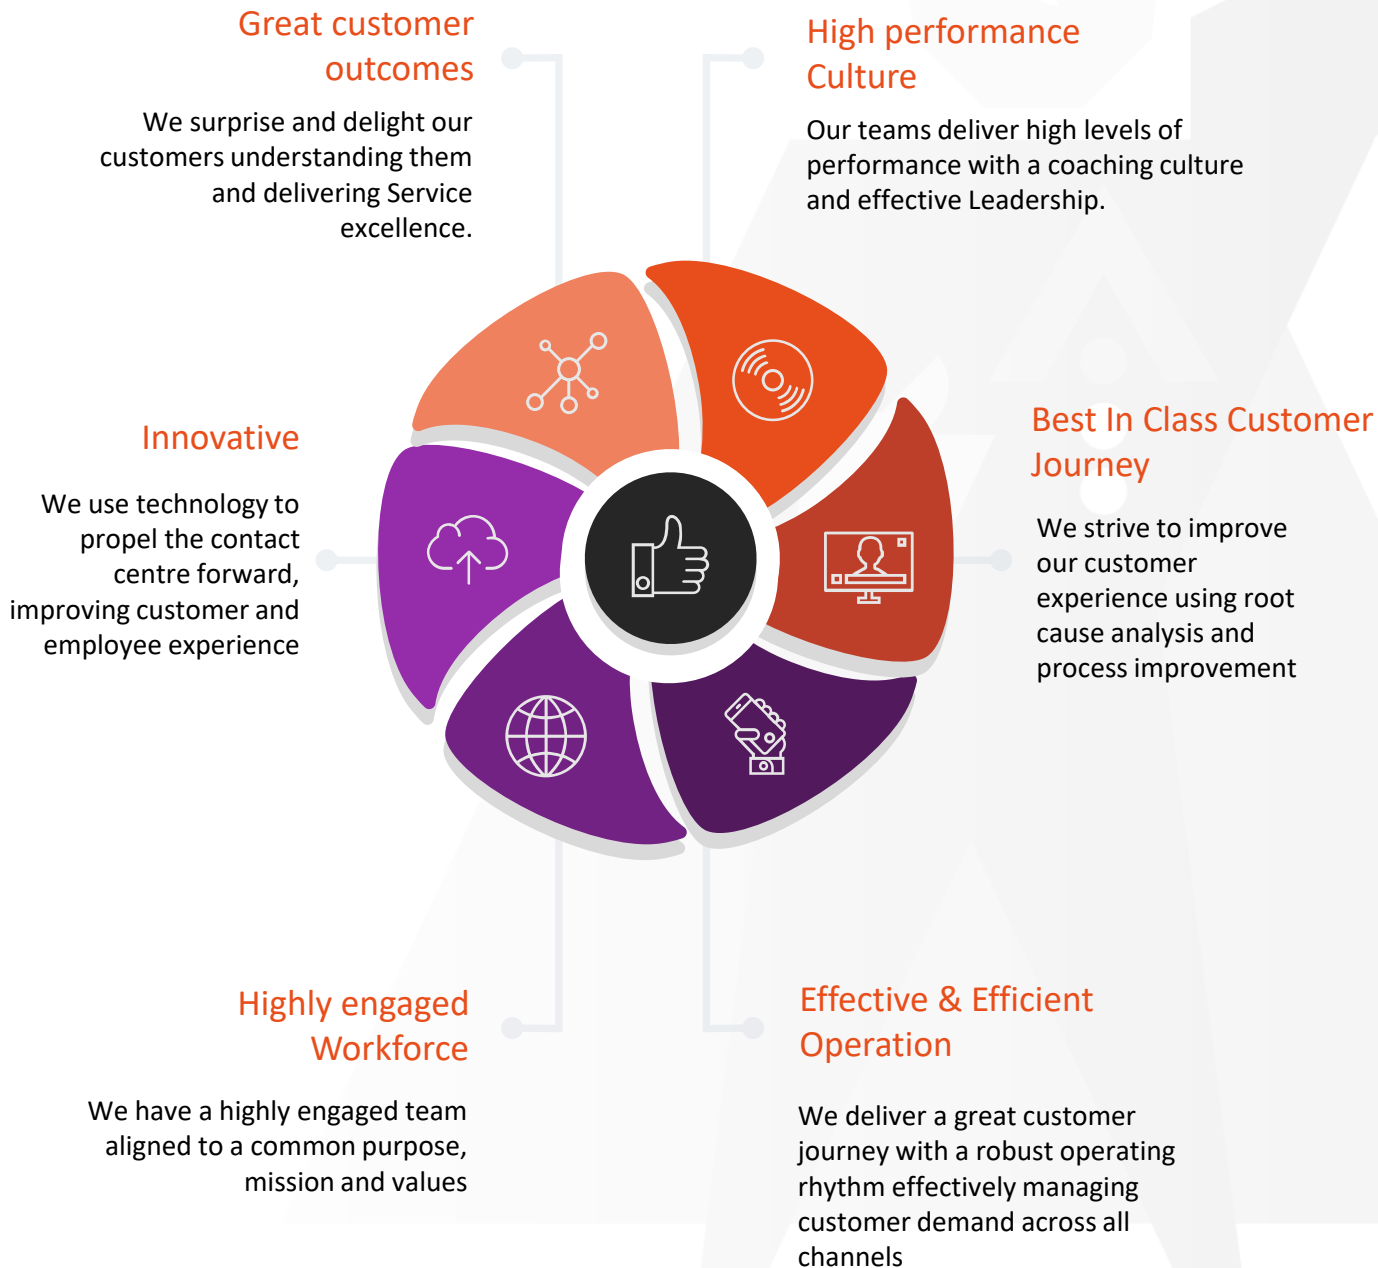 Great customer
outcomes
We surprise and delight our
customers understanding them
and delivering Service
excellence.
High performance
Culture
Our teams deliver high levels of
performance with a coaching culture
and effective Leadership.
Innovative
We use technology to
propel the contact
centre forward,
improving customer and
employee experience
Best In Class Customer
Journey
We strive to improve
our customer
experience using root
cause analysis and
process improvement
Highly engaged
Workforce
We have a highly engaged team
aligned to a common purpose,
mission and values
Effective & Efficient
Operation
We deliver a great customer
journey with a robust operating
rhythm effectively managing
customer demand across all
channels